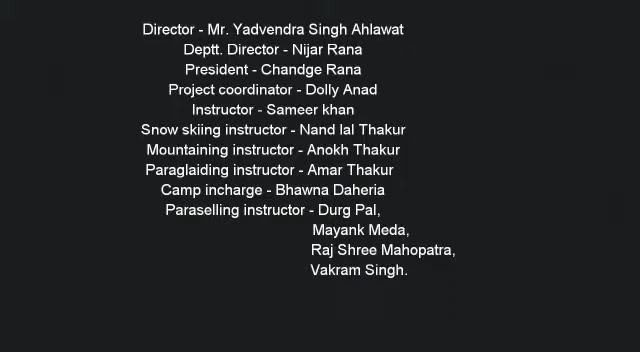 Director - Mr. Yadvendra Singh Ahlawat
Deptt. Director - Nijar Rana
President - Chandge Rana
Project coordinator - Dolly Anad
Instructor - Sameer khan
Snow skiing instructor - Nand lal Thakur
Mountaining instructor - Anokh Thakur
Paraglaiding instructor - Amar Thakur
Camp incharge - Bhawna Daheria
Paraselling instructor - Durg Pal,
Mayank Meda,
Raj Shree Mahopatra,
Vakram Singh.